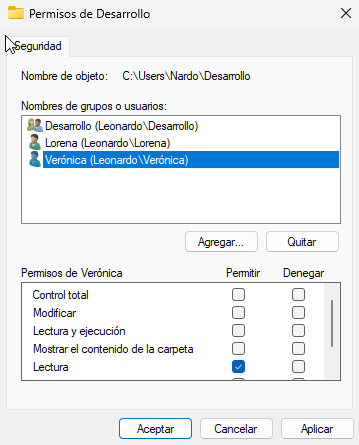 Permisos de Desarrollo
Seguridad
Nombre de objeto: C:\Users\Nardo\Desarrollo
Nombres de grupos o usuarios:
Desarrollo (Leonardo\Desarrollo)
Lorena (Leonardo\Lorena)
Verónica (Leonardo\Verónica)
Agregar... Quitar
Permisos de Verónica Permitir Denegar
Control total
Modificar
Lectura y ejecución
Mostrar el contenido de la carpeta
Lectura
Aceptar Cancelar Aplicar